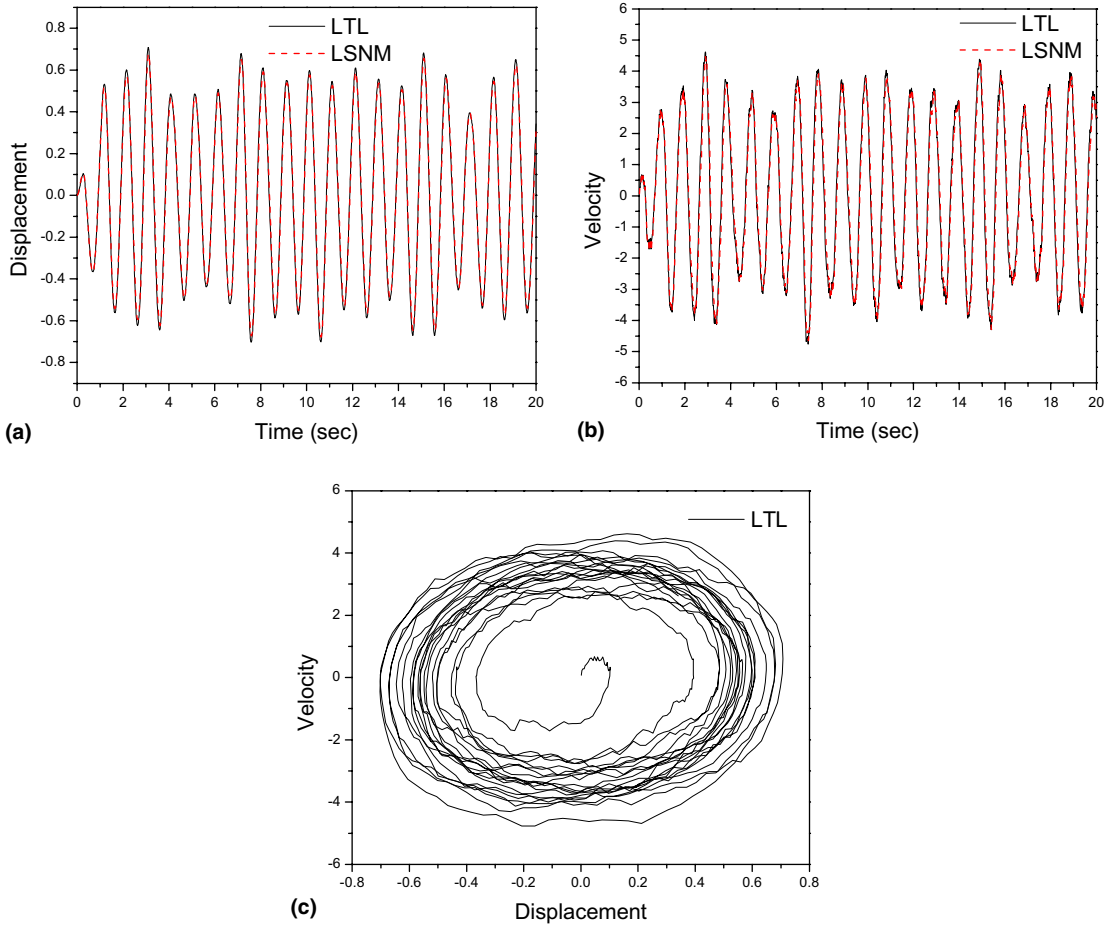 0.8
0.6
0.4
0.2
0.0
-0.2
-0.4
-0.6
-0.8
Displacement
LTL
LSNM
0 2 4 6 8 10 12 14 16 18 20
Time (sec)
(a)
6
5
4
3
2
1
0
-1
-2
-3
-4
-5
-6
Velocity
LTL
LSNM
0 2 4 6 8 10 12 14 16 18 20
Time (sec)
(b)
6
4
2
0
-2
-4
-6
Velocity
LTL
-0.8 -0.6 -0.4 -0.2 0.0 0.2 0.4 0.6 0.8
Displacement
(c)